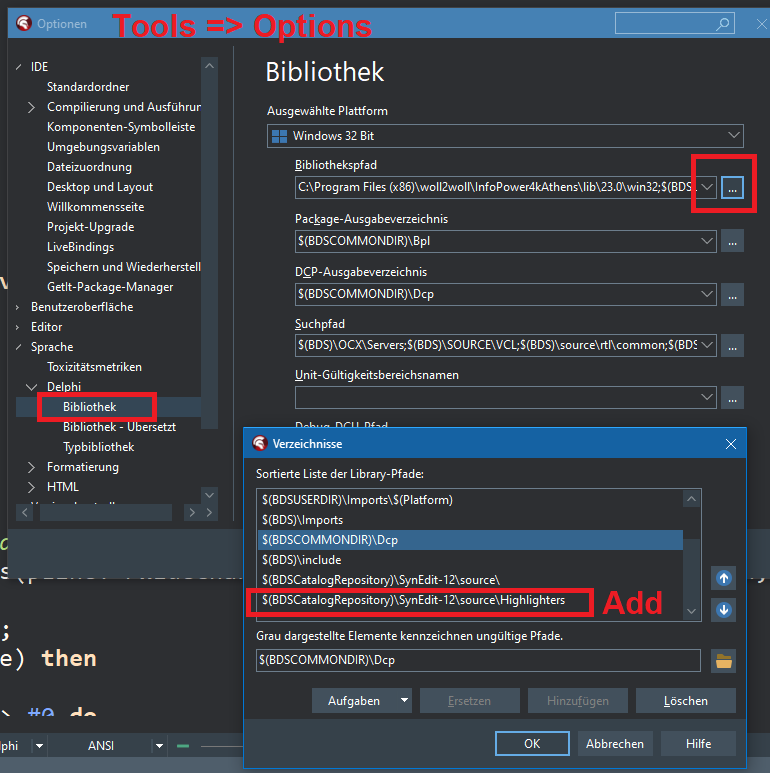 Optionen
Tools => Options
IDE
Standardordner
Compilierung und Ausführun
Komponenten-Symbolleiste
Umgebungsvariablen
Dateizuordnung
Desktop und Layout
Willkommensseite
Projekt-Upgrade
LiveBindings
Speichern und Wiederherstell
GetIt-Package-Manager
Benutzeroberfläche
Editor
Sprache
Toxizitätsmetriken
Delphi
Bibliothek
Bibliothek - Übersetzt
Typbibliothek
Formatierung
HTML
Bibliothek
Ausgewählte Plattform
Windows 32 Bit
Bibliothekspfad
C:\Program Files (x86)\woll2woll\InfoPower4kAthens\lib\23.0\win32;$(BDS
...
Package-Ausgabeverzeichnis
$(BDSCOMMONDIR)\Bpl
...
DCP-Ausgabeverzeichnis
$(BDSCOMMONDIR)\Dcp
...
Suchpfad
$(BDS)\OCX\Servers;$(BDS)\SOURCE\VCL;$(BDS)\source\rtl\common;$(BDS
...
Unit-Gültigkeitsbereichsnamen
...
Debug-DCU-Pfad
Verzeichnisse
Sortierte Liste der Library-Pfade:
$(BDSUSERDIR)\Imports\$(Platform)
$(BDS)\Imports
$(BDSCOMMONDIR)\Dcp
$(BDS)\include
$(BDSCatalogRepository)\SynEdit-12\source\
$(BDSCatalogRepository)\SynEdit-12\source\Highlighters
Add
Grau dargestellte Elemente kennzeichnen ungültige Pfade.
$(BDSCOMMONDIR)\Dcp
Aufgaben
Ersetzen
Hinzufügen
Löschen
OK
Abbrechen
Hilfe
;
e) then
> #0 do
lphi
ANSI